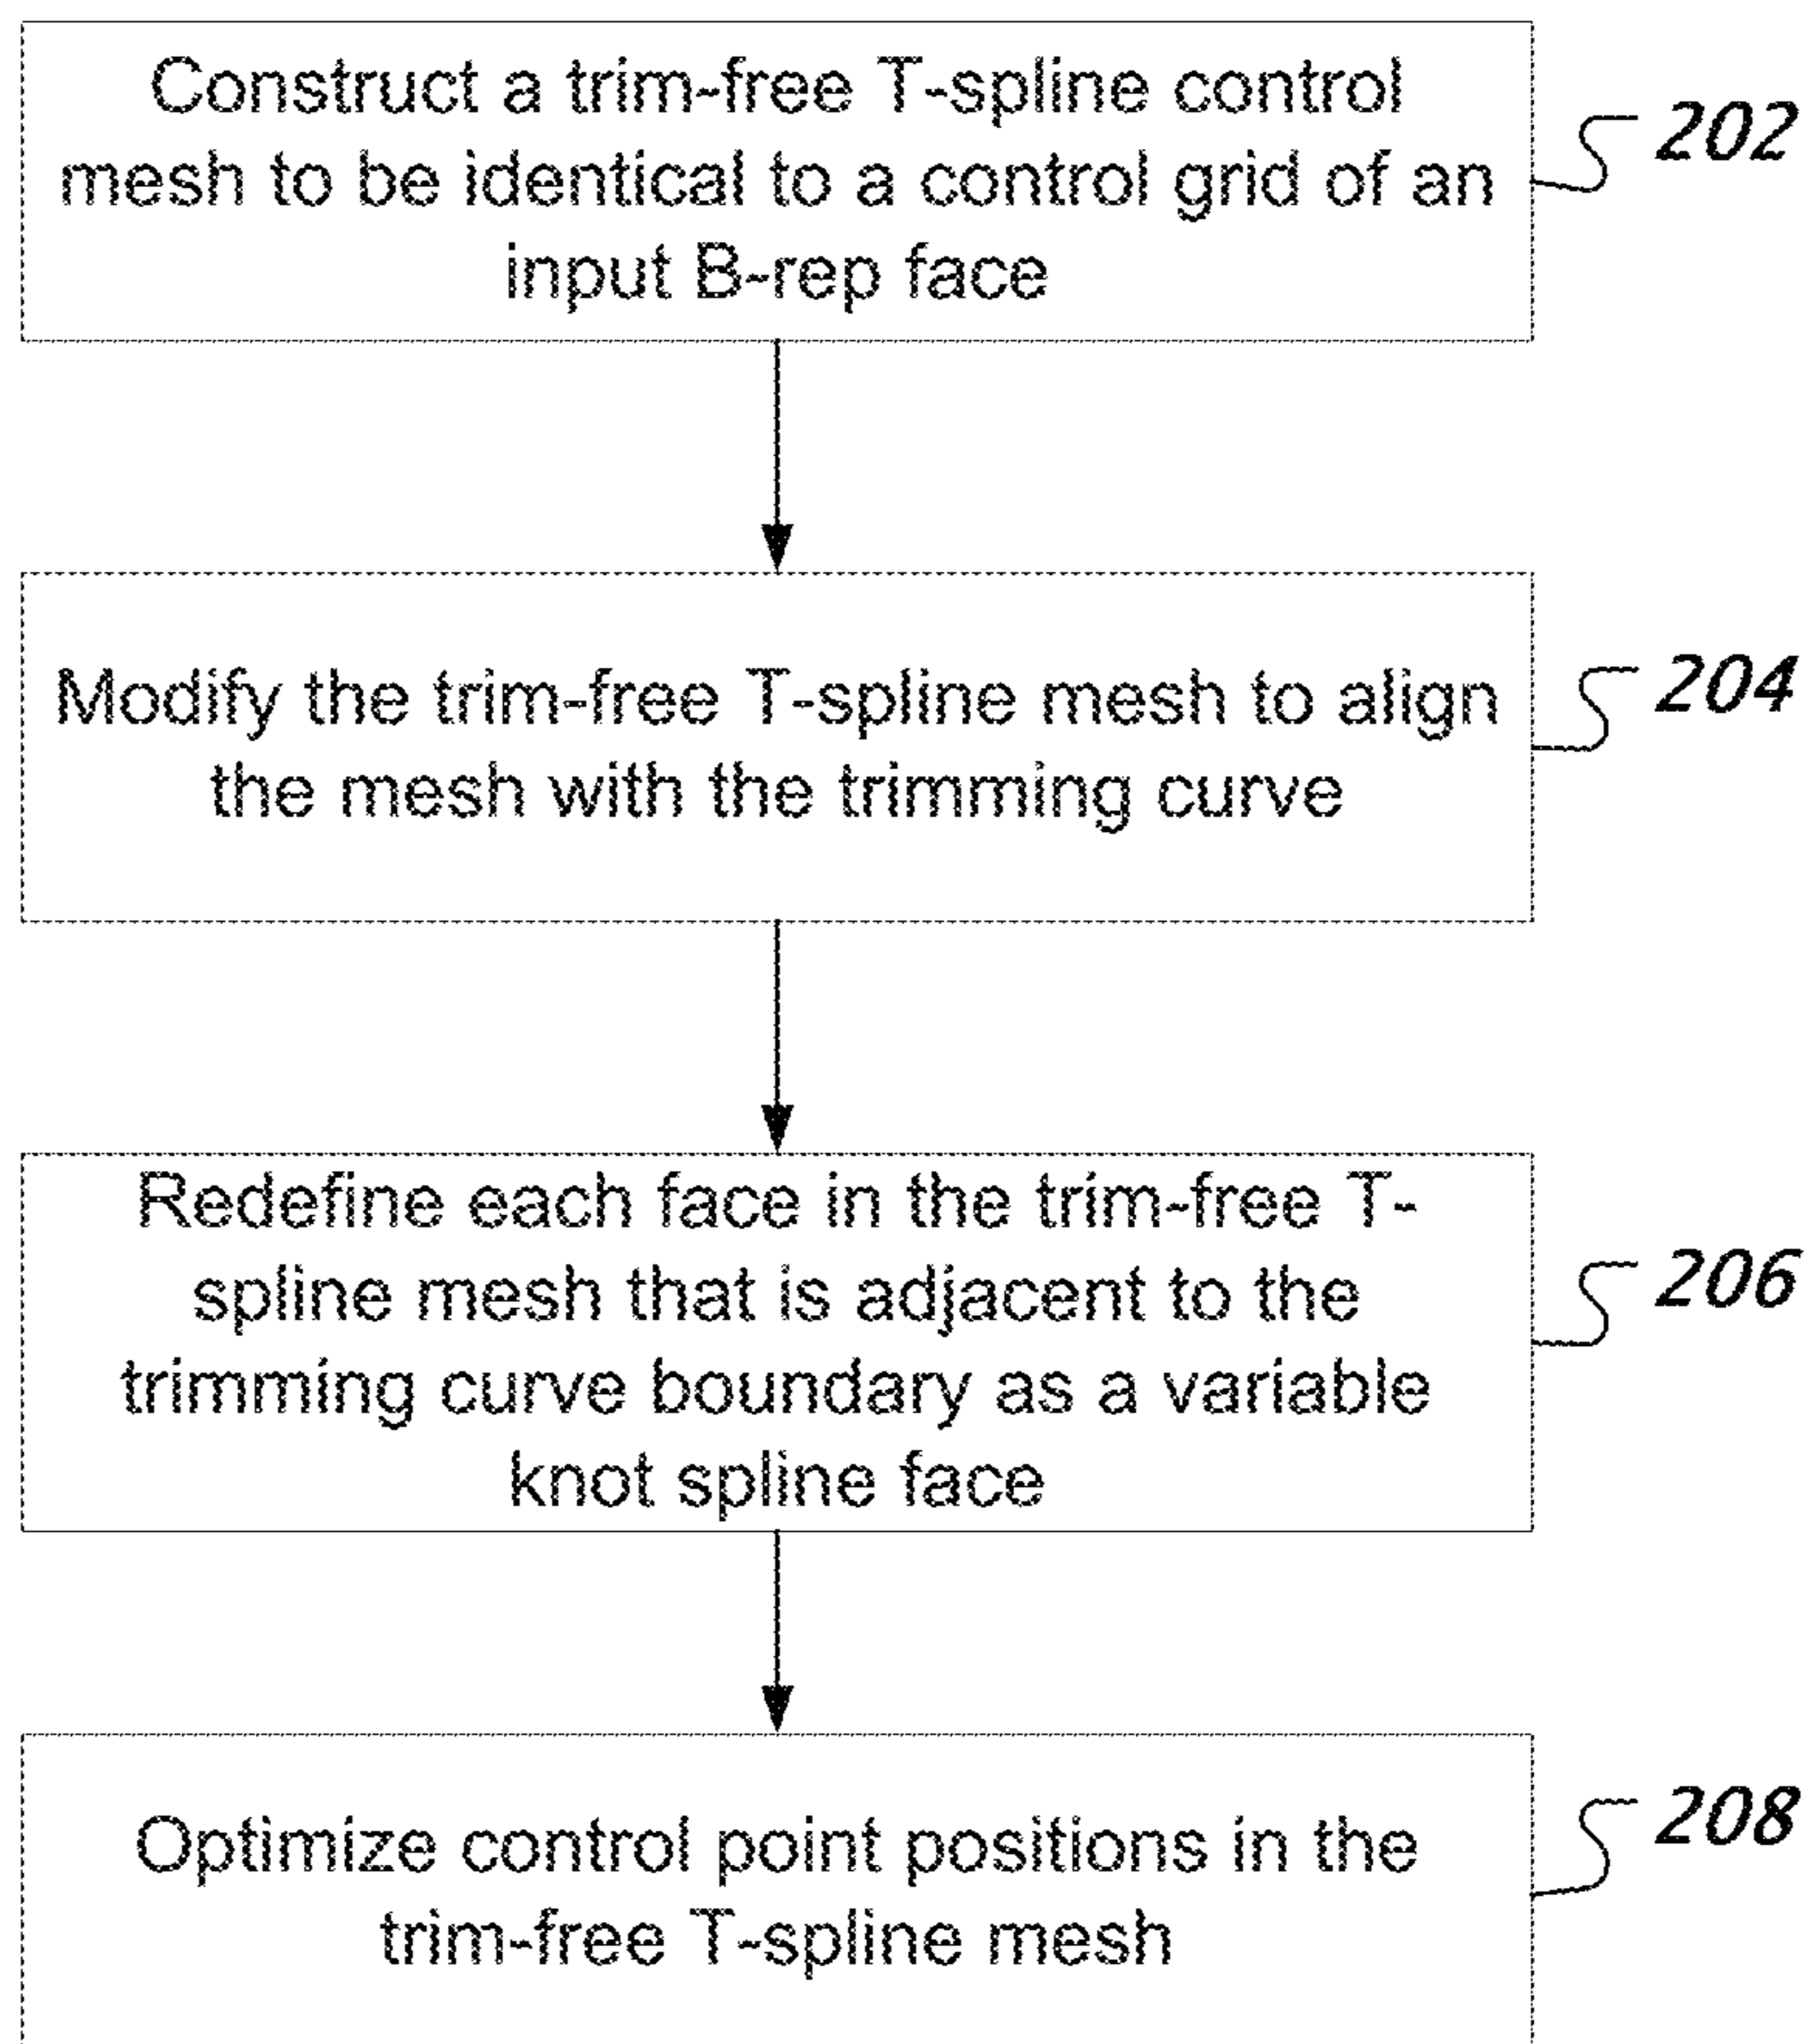 Construct a trim-free T-spline control
mesh to be identical to a control grid of an
input B-rep face
202
Modify the trim-free T-spline mesh to align
the mesh with the trimming curve
204
Redefine each face in the trim-free T-
spline mesh that is adjacent to the
trimming curve boundary as a variable
knot spline face
206
Optimize control point positions in the
trim-free T-spline mesh
208